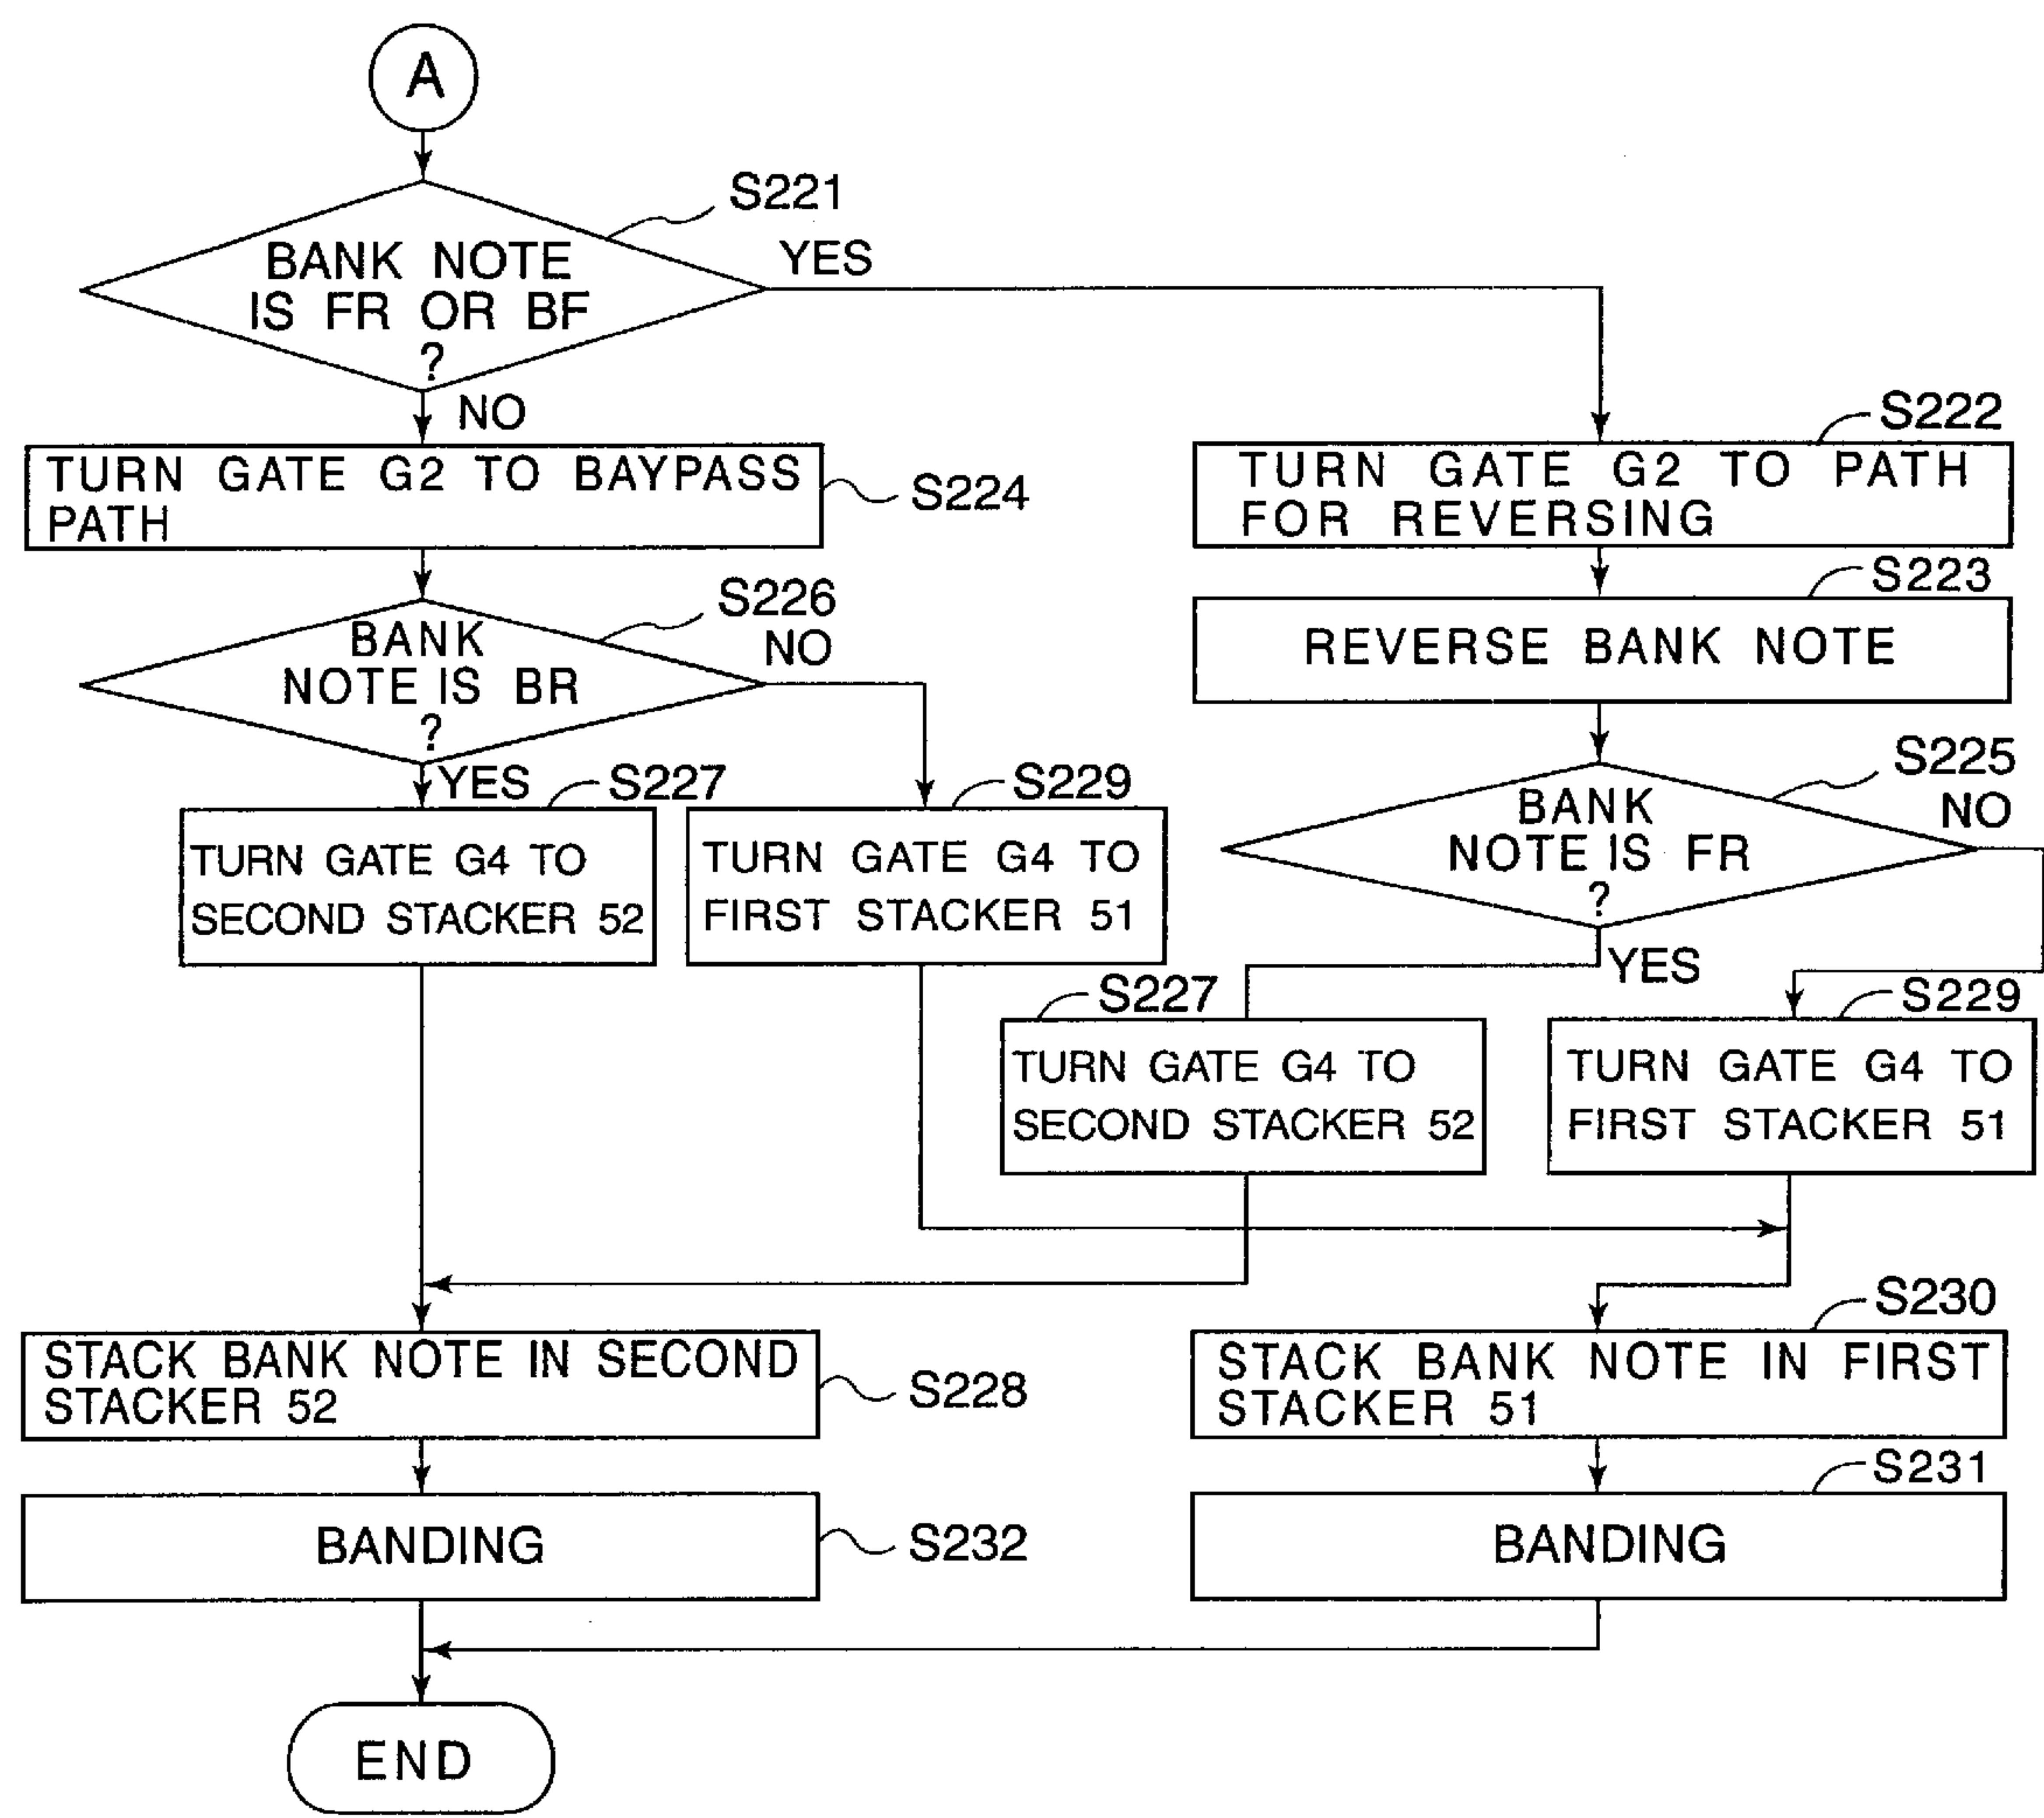 A
S221
BANK NOTE
IS FR OR BF
?
YES
NO
TURN GATE G2 TO BAYPASS
PATH
S224
S222
TURN GATE G2 TO PATH
FOR REVERSING
S223
REVERSE BANK NOTE
S226
BANK
NOTE IS BR
?
NO
YES
S227
TURN GATE G4 TO
SECOND STACKER 52
S229
TURN GATE G4 TO
FIRST STACKER 51
S225
BANK
NOTE IS FR
?
NO
YES
S227
TURN GATE G4 TO
SECOND STACKER 52
S229
TURN GATE G4 TO
FIRST STACKER 51
STACK BANK NOTE IN SECOND
STACKER 52
S228
S230
STACK BANK NOTE IN FIRST
STACKER 51
BANDING
S232
S231
BANDING
END